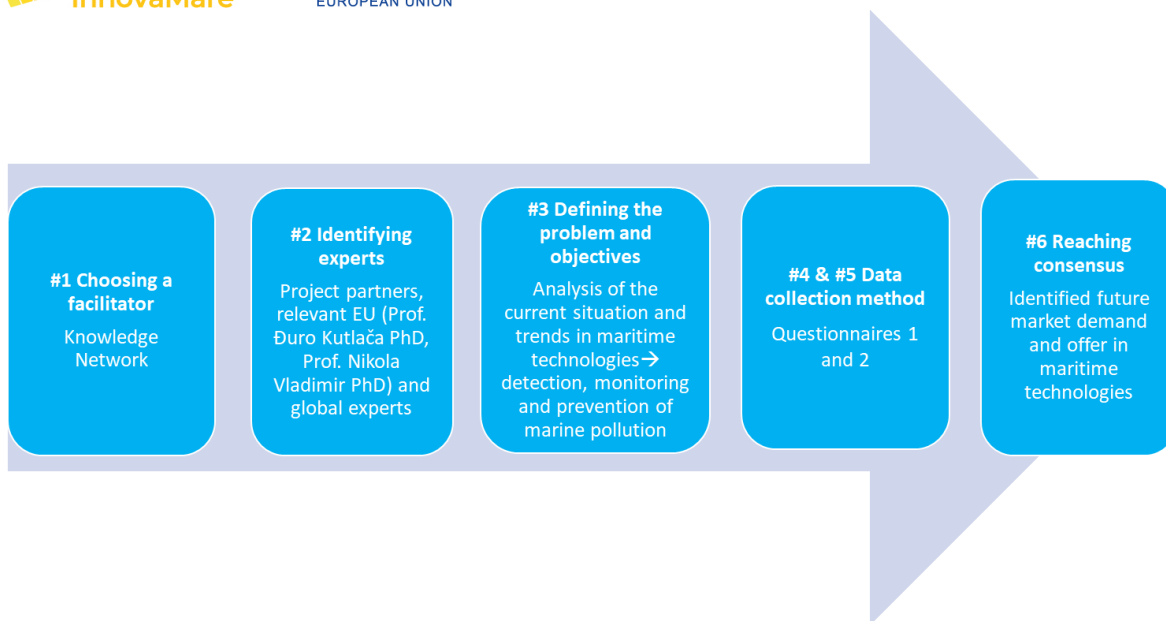 InnovaMare
EUROPEAN UNION
#1 Choosing a
facilitator
Knowledge
Network
#2 Identifying
experts
Project partners,
relevant EU (Prof.
Đuro Kutlača PhD,
Prof. Nikola
Vladimir PhD) and
global experts
#3 Defining the
problem and
objectives
Analysis of the
current situation and
trends in maritime
technologies→
detection, monitoring
and prevention of
marine pollution
#4 & #5 Data
collection method
Questionnaires 1
and 2
#6 Reaching
consensus
Identified future
market demand
and offer in
maritime
technologies